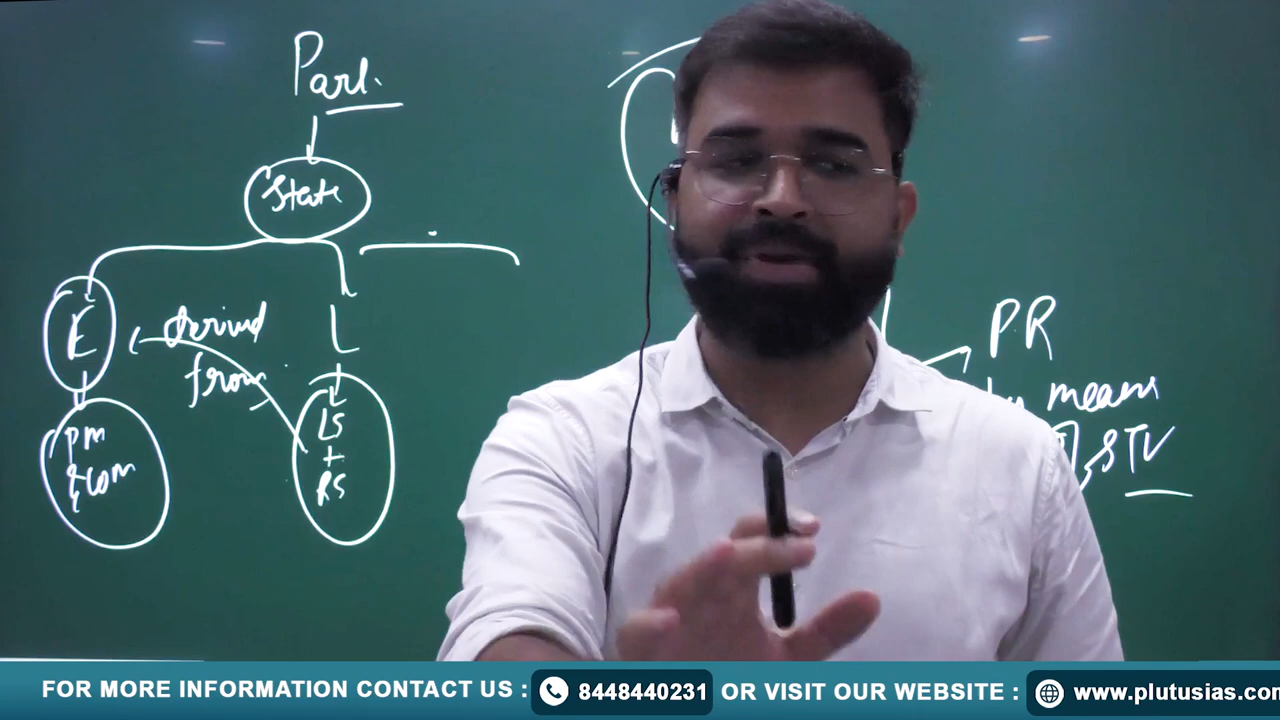 Parl.
State
E
derived
from
L
LS
+
RS
PM
& COM
PR
by means
STV
FOR MORE INFORMATION CONTACT US : 8448440231 OR VISIT OUR WEBSITE : www.plutusias.com